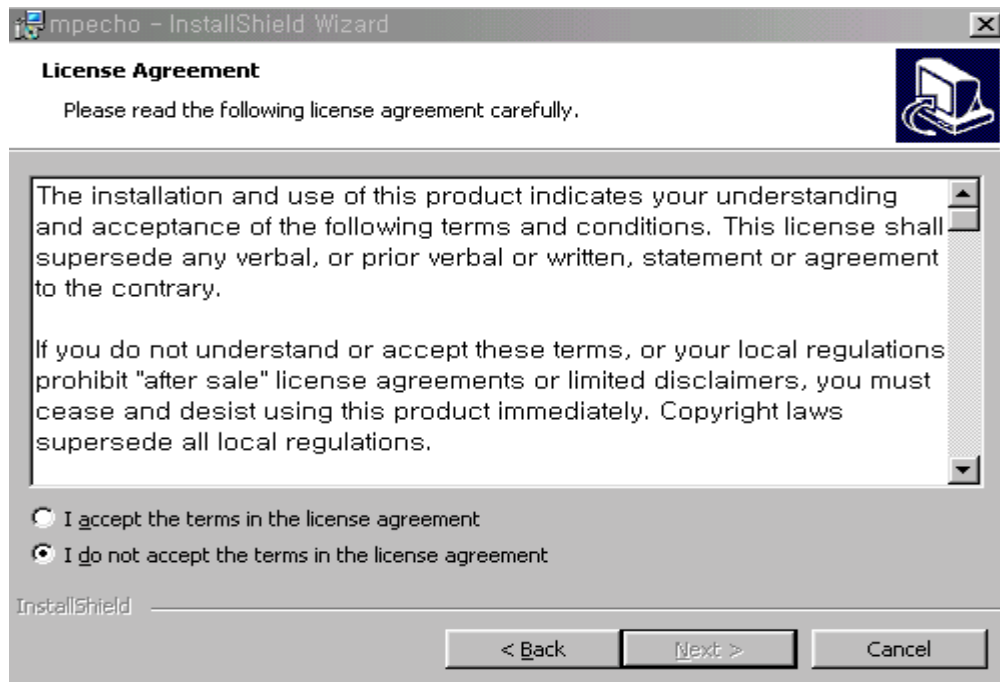 mpecho - InstallShield Wizard
License Agreement
Please read the following license agreement carefully.
The installation and use of this product indicates your understanding
and acceptance of the following terms and conditions. This license shall
supersede any verbal, or prior verbal or written, statement or agreement
to the contrary.
If you do not understand or accept these terms, or your local regulations
prohibit "after sale" license agreements or limited disclaimers, you must
cease and desist using this product immediately. Copyright laws
supersede all local regulations.
I accept the terms in the license agreement
I do not accept the terms in the license agreement
InstallShield
< Back Next > Cancel